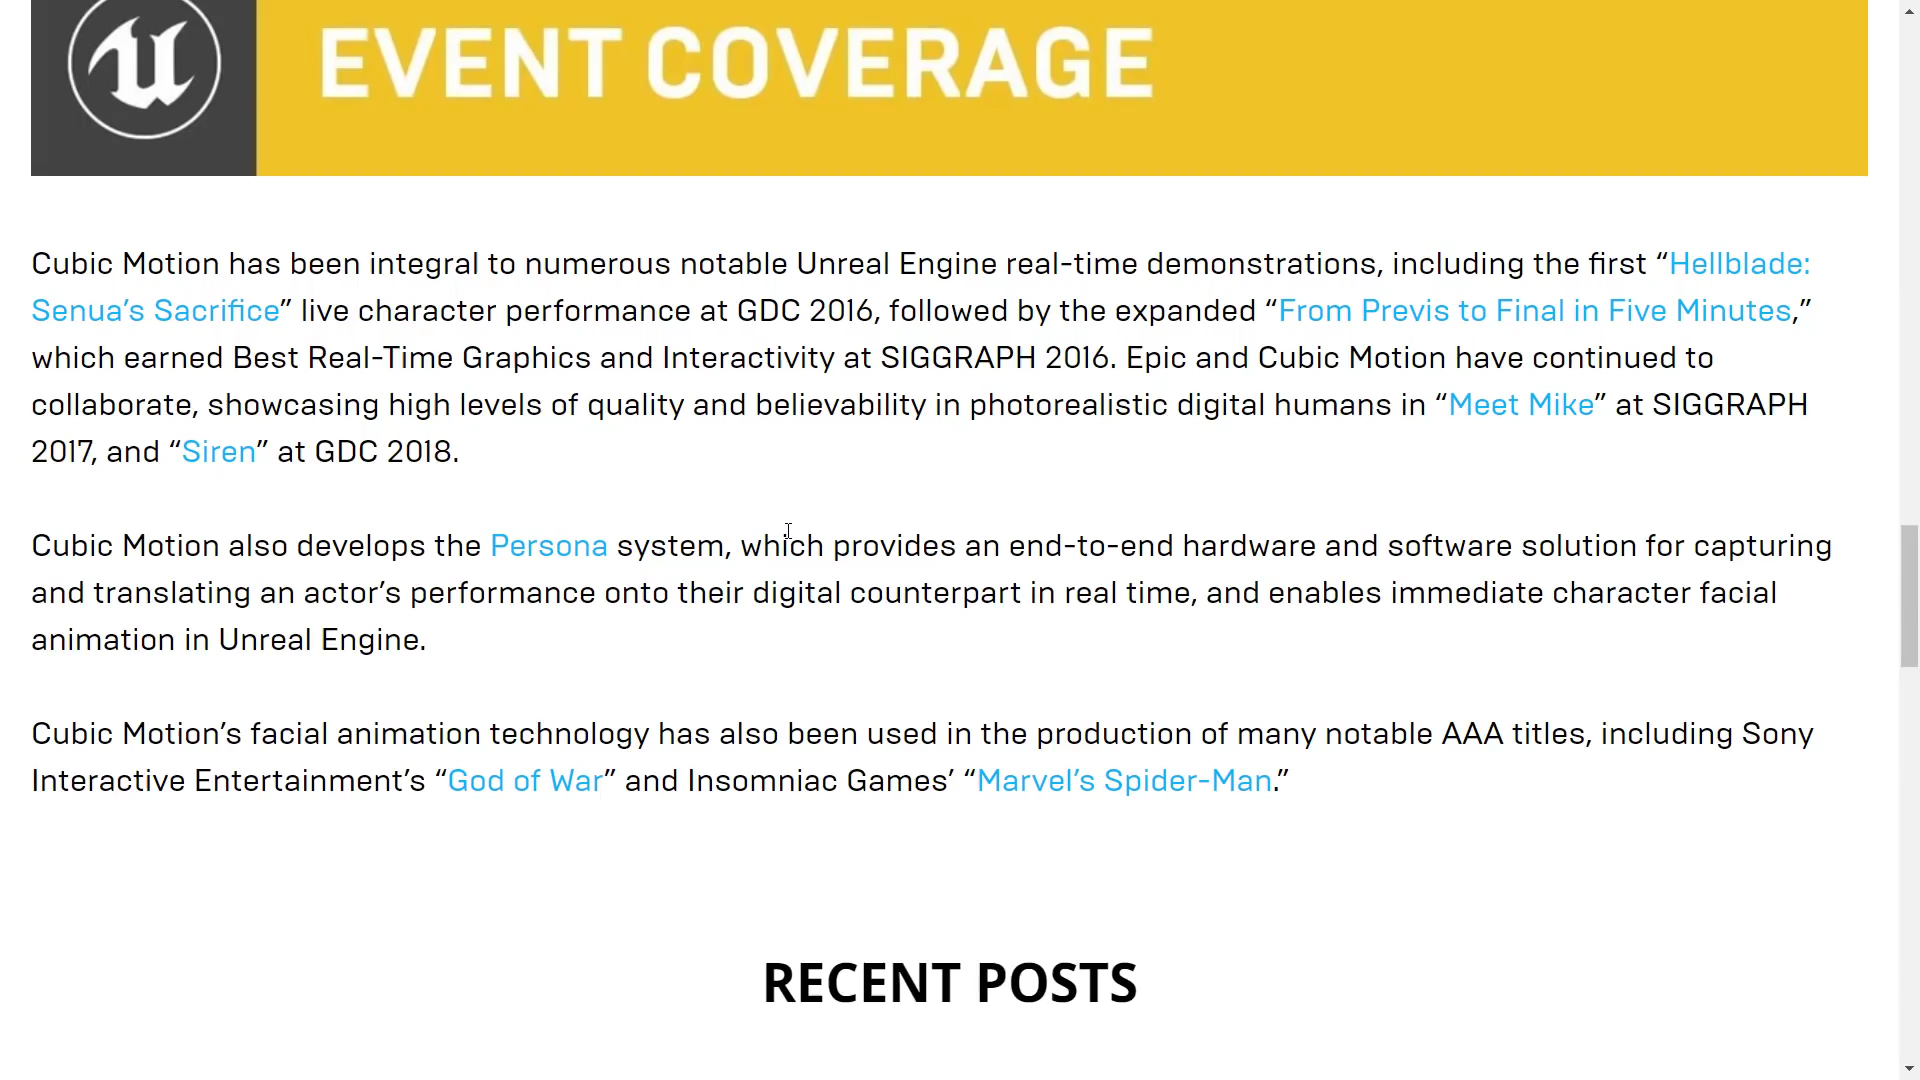 EVENT COVERAGE
Cubic Motion has been integral to numerous notable Unreal Engine real-time demonstrations, including the first “Hellblade:
Senua’s Sacrifice” live character performance at GDC 2016, followed by the expanded “From Previs to Final in Five Minutes,”
which earned Best Real-Time Graphics and Interactivity at SIGGRAPH 2016. Epic and Cubic Motion have continued to
collaborate, showcasing high levels of quality and believability in photorealistic digital humans in “Meet Mike” at SIGGRAPH
2017, and “Siren” at GDC 2018.
Cubic Motion also develops the Persona system, which provides an end-to-end hardware and software solution for capturing
and translating an actor’s performance onto their digital counterpart in real time, and enables immediate character facial
animation in Unreal Engine.
Cubic Motion’s facial animation technology has also been used in the production of many notable AAA titles, including Sony
Interactive Entertainment’s “God of War” and Insomniac Games’ “Marvel’s Spider-Man.”
RECENT POSTS